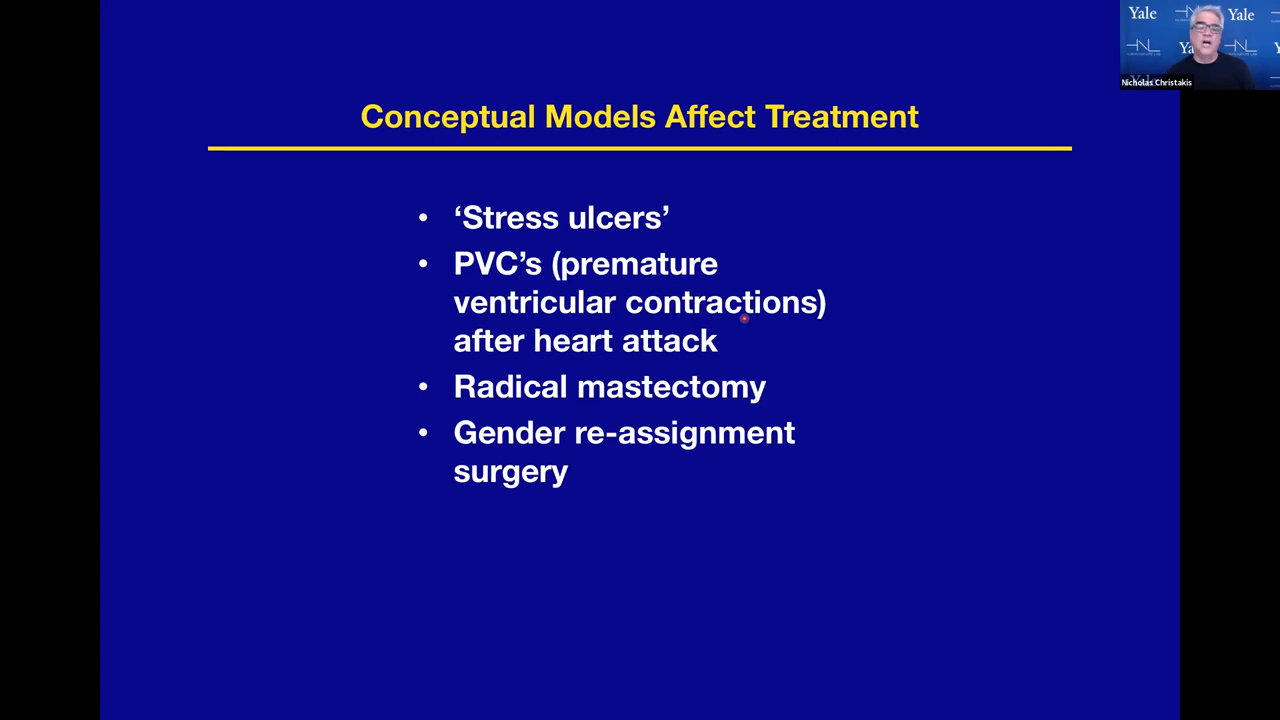 Yale
Yale
Nicholas Christakis
Conceptual Models Affect Treatment
• ‘Stress ulcers’
• PVC’s (premature
ventricular contractions)
after heart attack
• Radical mastectomy
• Gender re-assignment
surgery